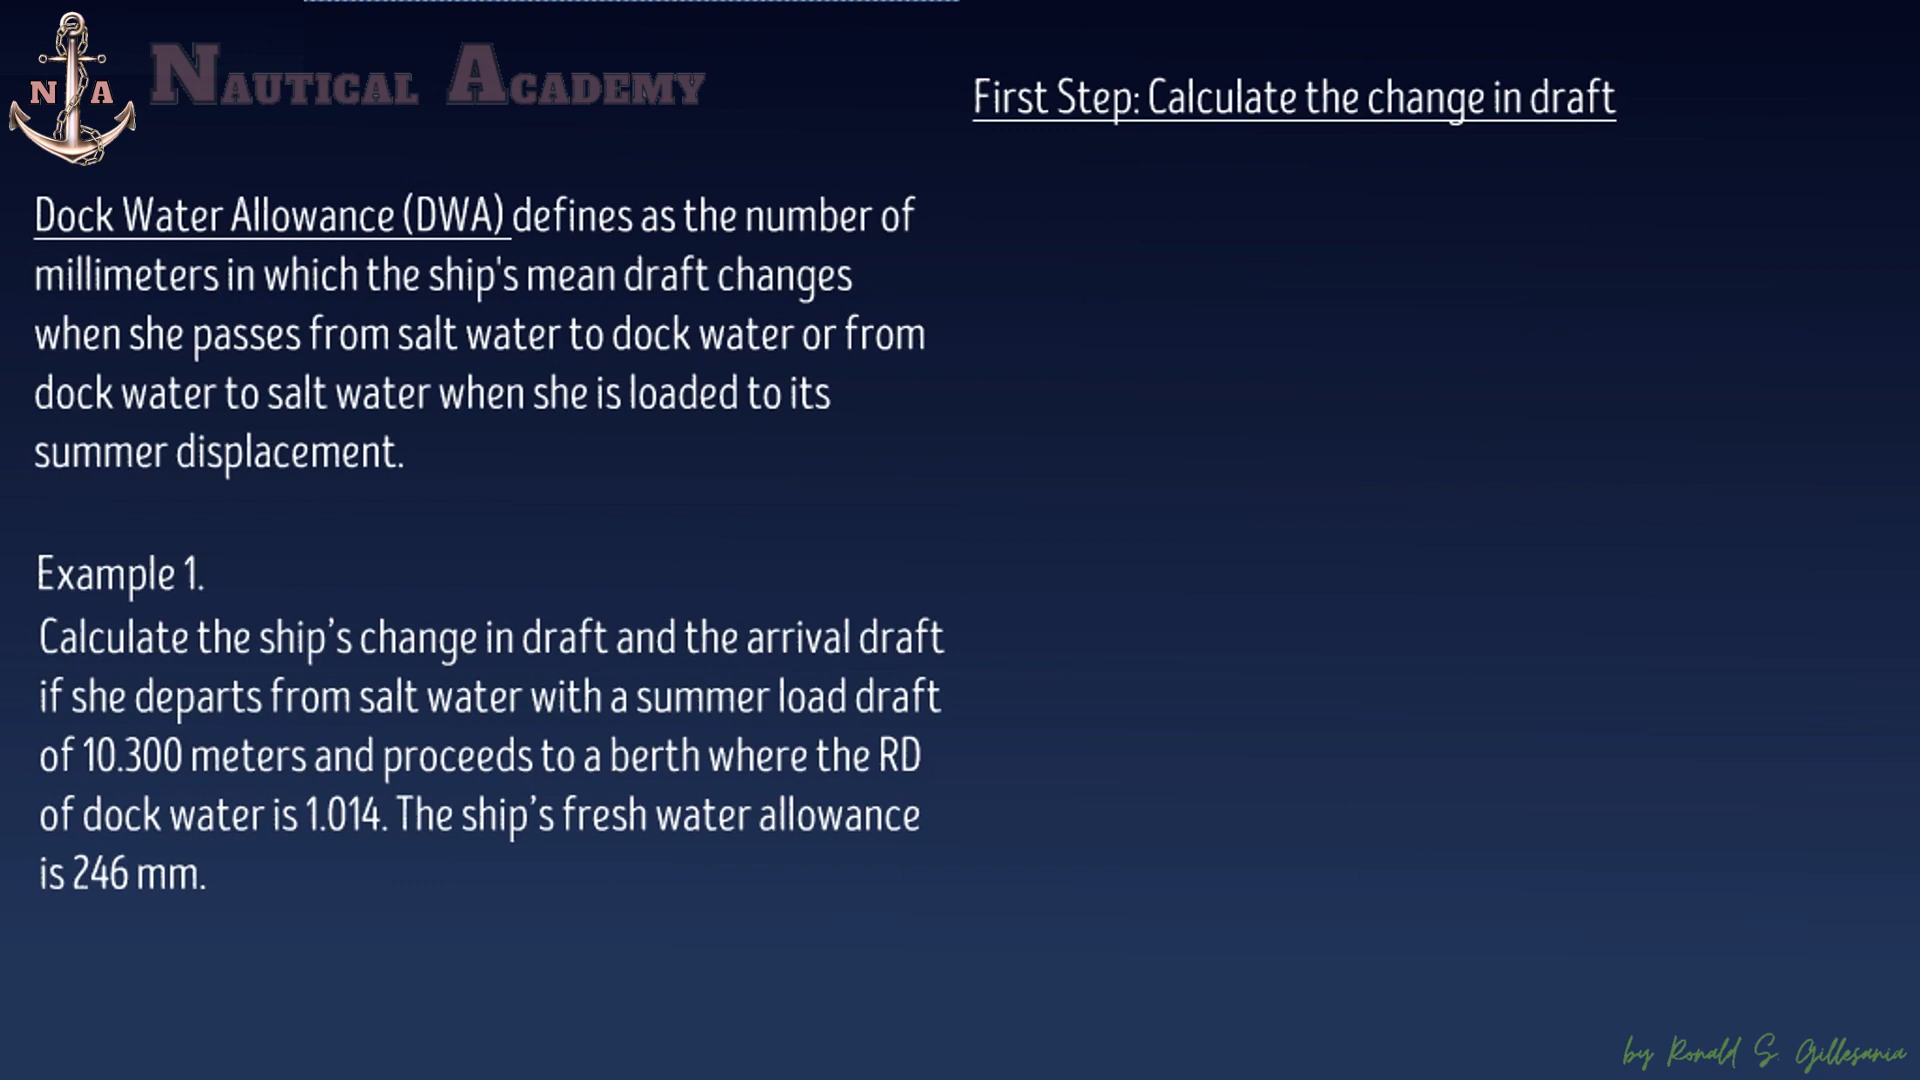 N A
NAUTICAL ACADEMY
First Step: Calculate the change in draft
Dock Water Allowance (DWA) defines as the number of
millimeters in which the ship's mean draft changes
when she passes from salt water to dock water or from
dock water to salt water when she is loaded to its
summer displacement.
Example 1.
Calculate the ship’s change in draft and the arrival draft
if she departs from salt water with a summer load draft
of 10.300 meters and proceeds to a berth where the RD
of dock water is 1.014. The ship’s fresh water allowance
is 246 mm.
by Ronald S. Gillesania